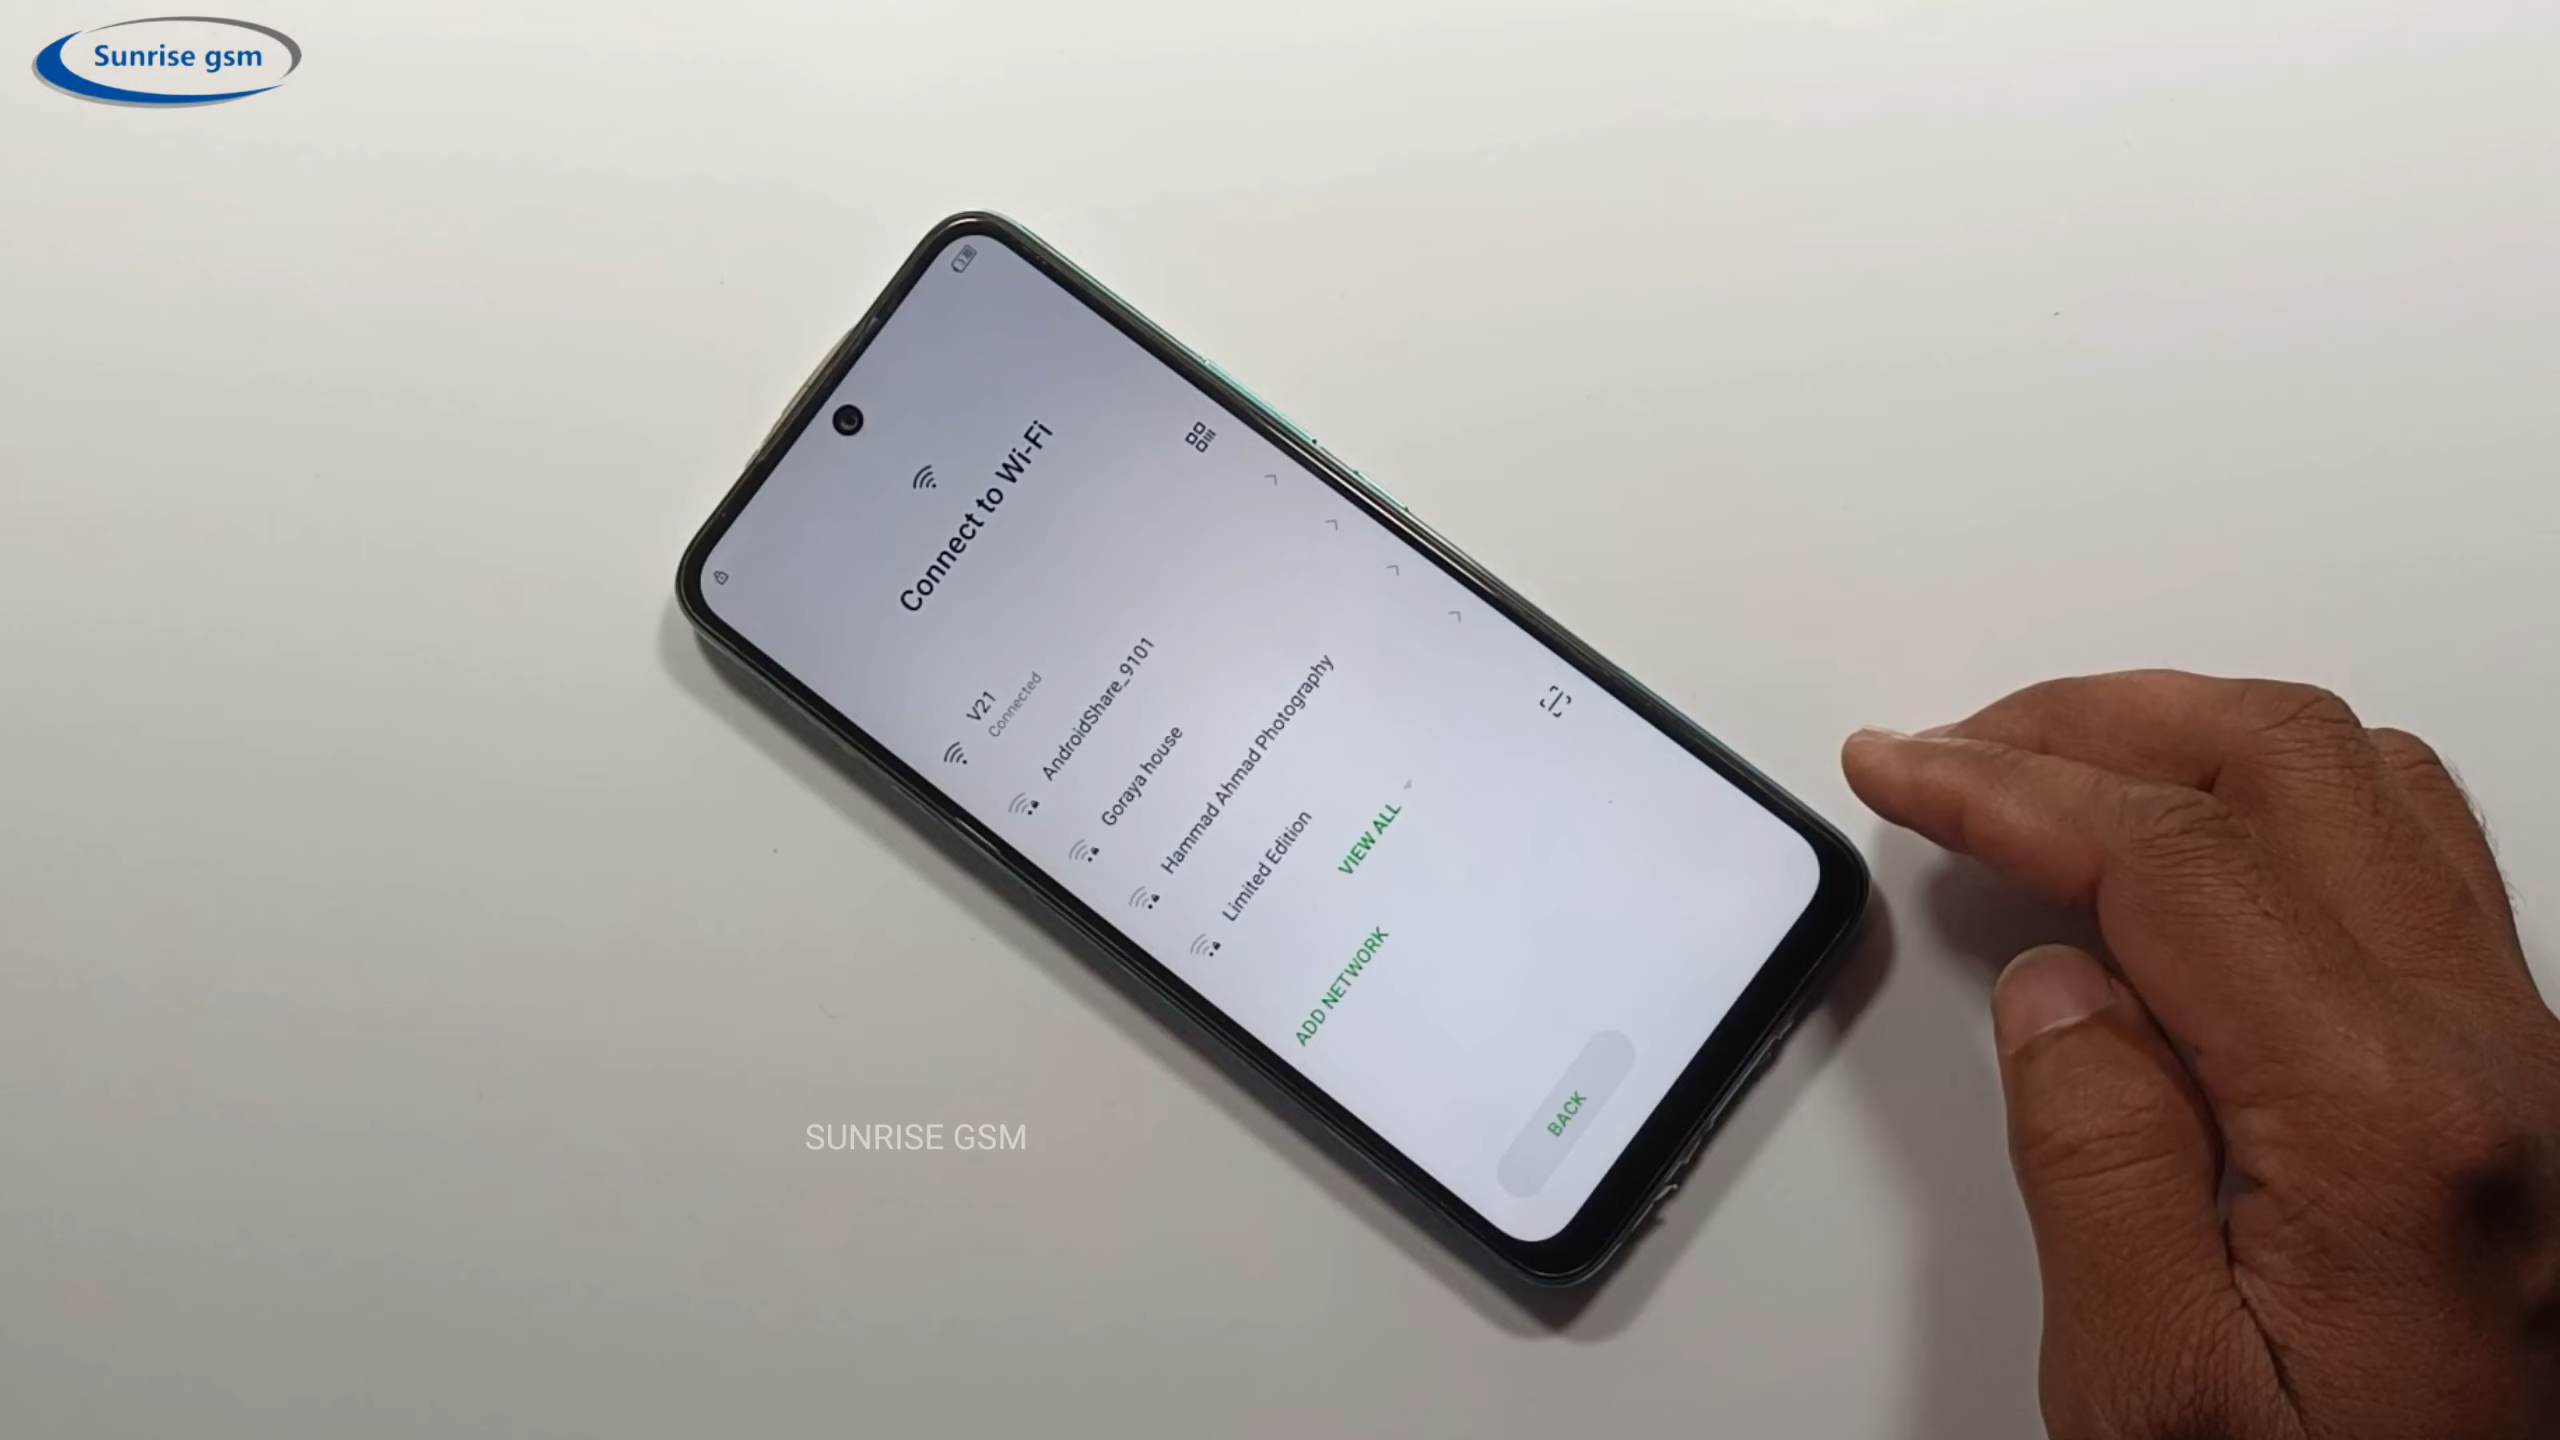 Sunrise gsm
Connect to Wi-Fi
V21
Connected
AndroidShare_9101
Goraya house
Hammad Ahmad Photography
Limited Edition
VIEW ALL
ADD NETWORK
BACK
SUNRISE GSM